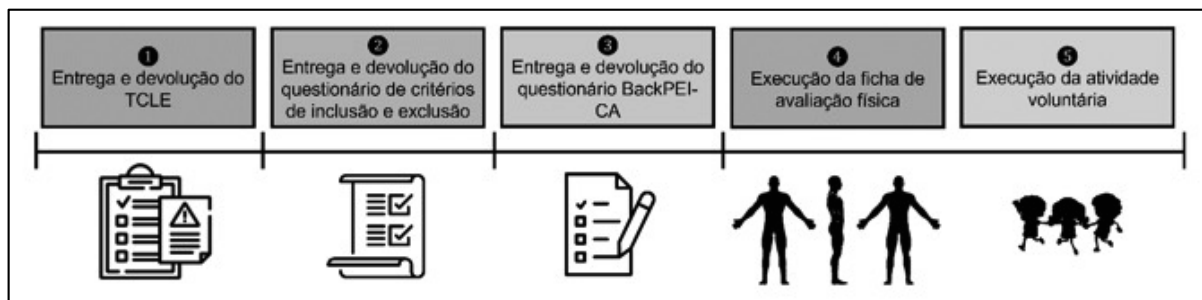 1
Entrega e devolução do
TCLE
2
Entrega e devolução do
questionário de critérios
de inclusão e exclusão
3
Entrega e devolução do
questionário BackPEI-
CA
4
Execução da ficha de
avaliação física
5
Execução da atividade
voluntária